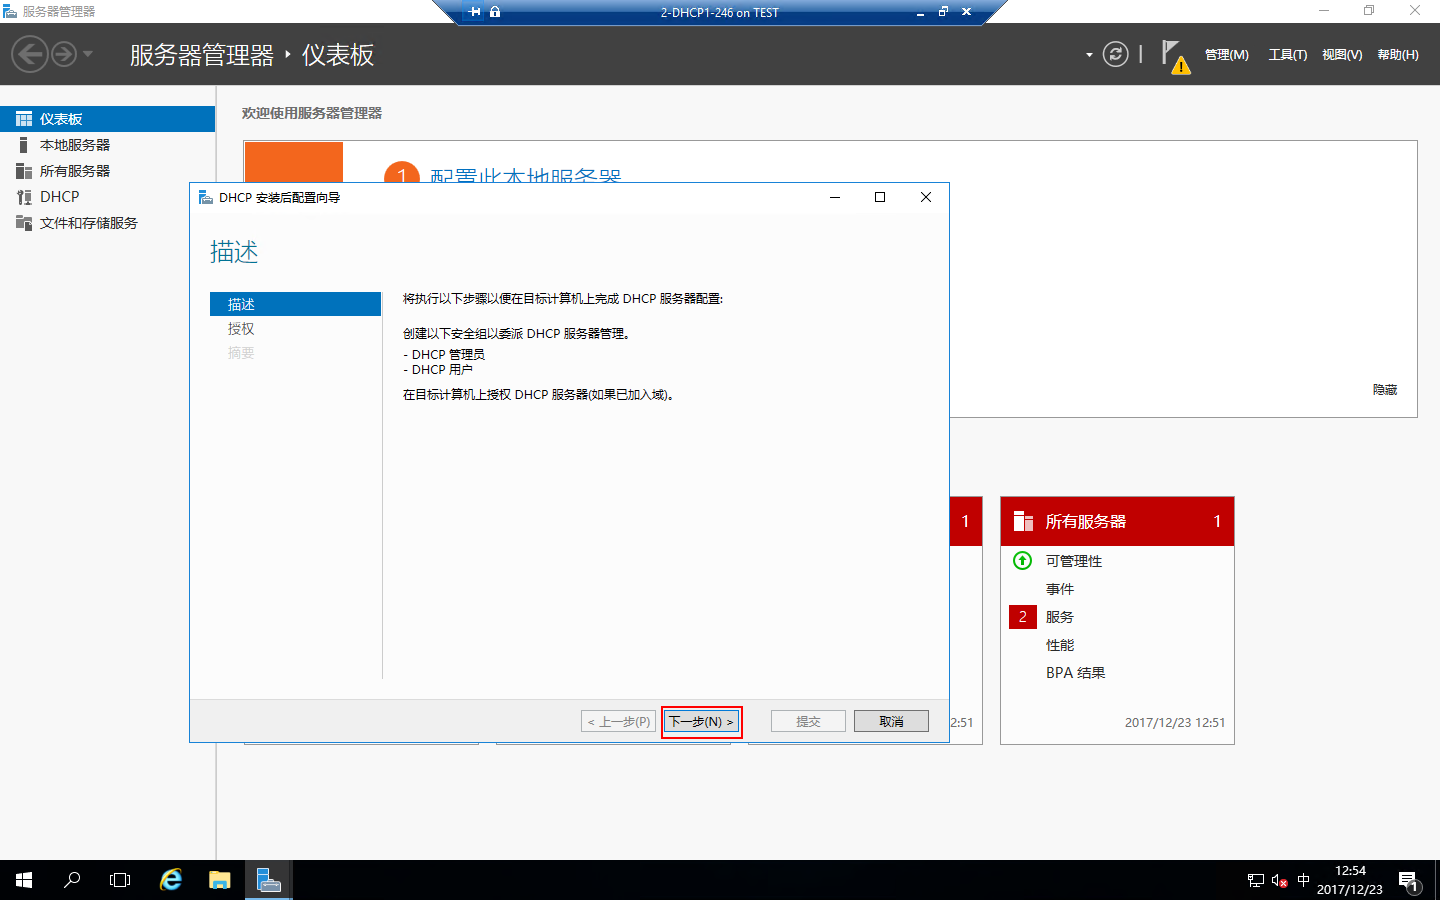 服务器管理器
2-DHCP1-246 on TEST
服务器管理器 ‣ 仪表板
管理(M) 工具(T) 视图(V) 帮助(H)
仪表板
本地服务器
所有服务器
DHCP
文件和存储服务
欢迎使用服务器管理器
1 配置此本地服务器
隐藏
DHCP 安装后配置向导
描述
描述
授权
摘要
将执行以下步骤以便在目标计算机上完成 DHCP 服务器配置:
创建以下安全组以委派 DHCP 服务器管理。
- DHCP 管理员
- DHCP 用户
在目标计算机上授权 DHCP 服务器(如果已加入域)。
< 上一步(P) 下一步(N) > 提交 取消
1
2:51
所有服务器 1
可管理性
事件
2 服务
性能
BPA 结果
2017/12/23 12:51
中
12:54
2017/12/23
1